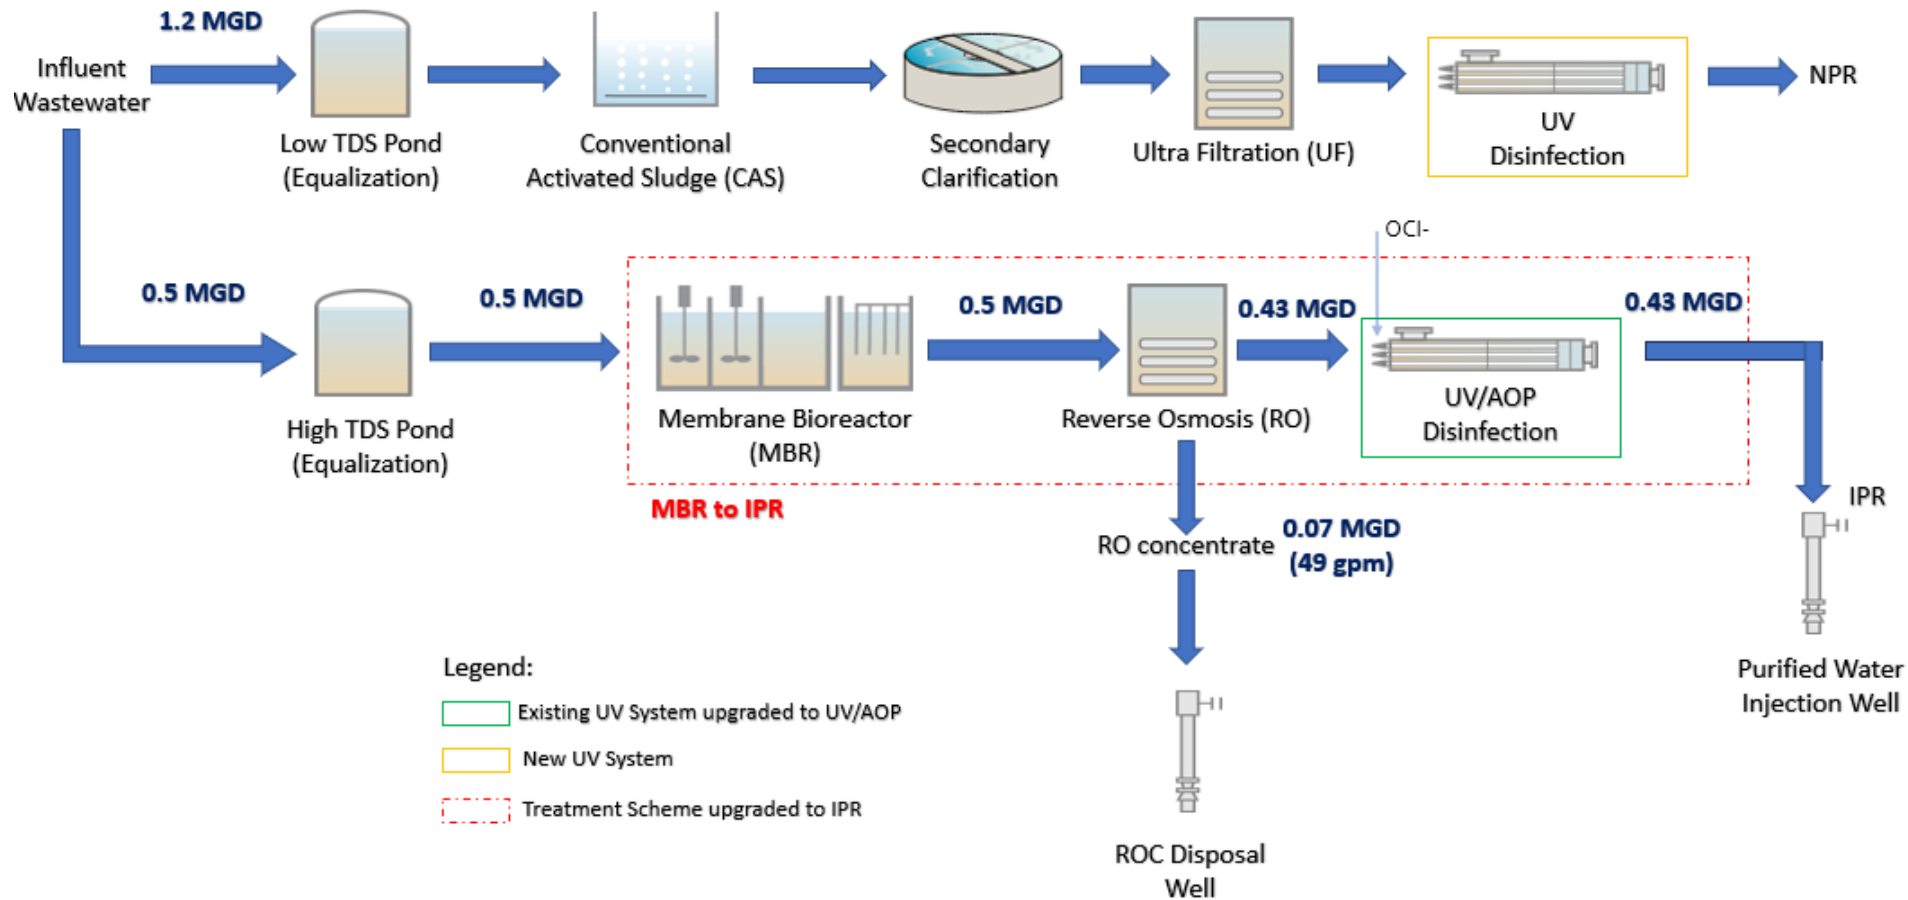 1.2 MGD
Influent
Wastewater
Low TDS Pond
(Equalization)
Conventional
Activated Sludge (CAS)
Secondary
Clarification
Ultra Filtration (UF)
UV
Disinfection
NPR
OCl-
0.5 MGD
0.5 MGD
0.5 MGD
0.43 MGD
0.43 MGD
High TDS Pond
(Equalization)
Membrane Bioreactor
(MBR)
Reverse Osmosis (RO)
UV/AOP
Disinfection
MBR to IPR
IPR
RO concentrate
0.07 MGD
(49 gpm)
Purified Water
Injection Well
Legend:
Existing UV System upgraded to UV/AOP
New UV System
Treatment Scheme upgraded to IPR
ROC Disposal
Well